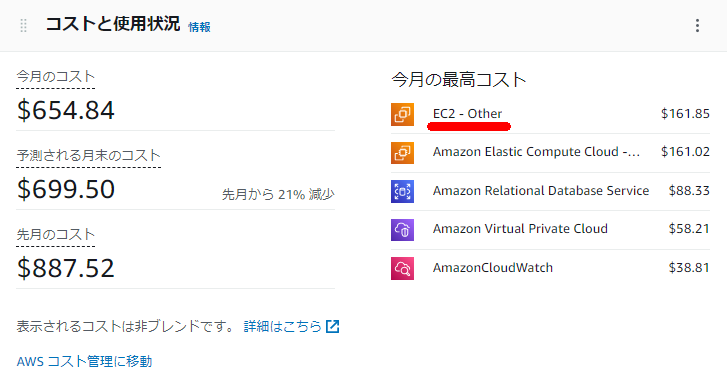 コストと使用状況 情報
今月のコスト
$654.84
予測される月末のコスト
$699.50
先月から 21% 減少
先月のコスト
$887.52
今月の最高コスト
EC2 - Other $161.85
Amazon Elastic Compute Cloud -... $161.02
Amazon Relational Database Service $88.33
Amazon Virtual Private Cloud $58.21
AmazonCloudWatch $38.81
表示されるコストは非ブレンドです。 詳細はこちら
AWS コスト管理に移動